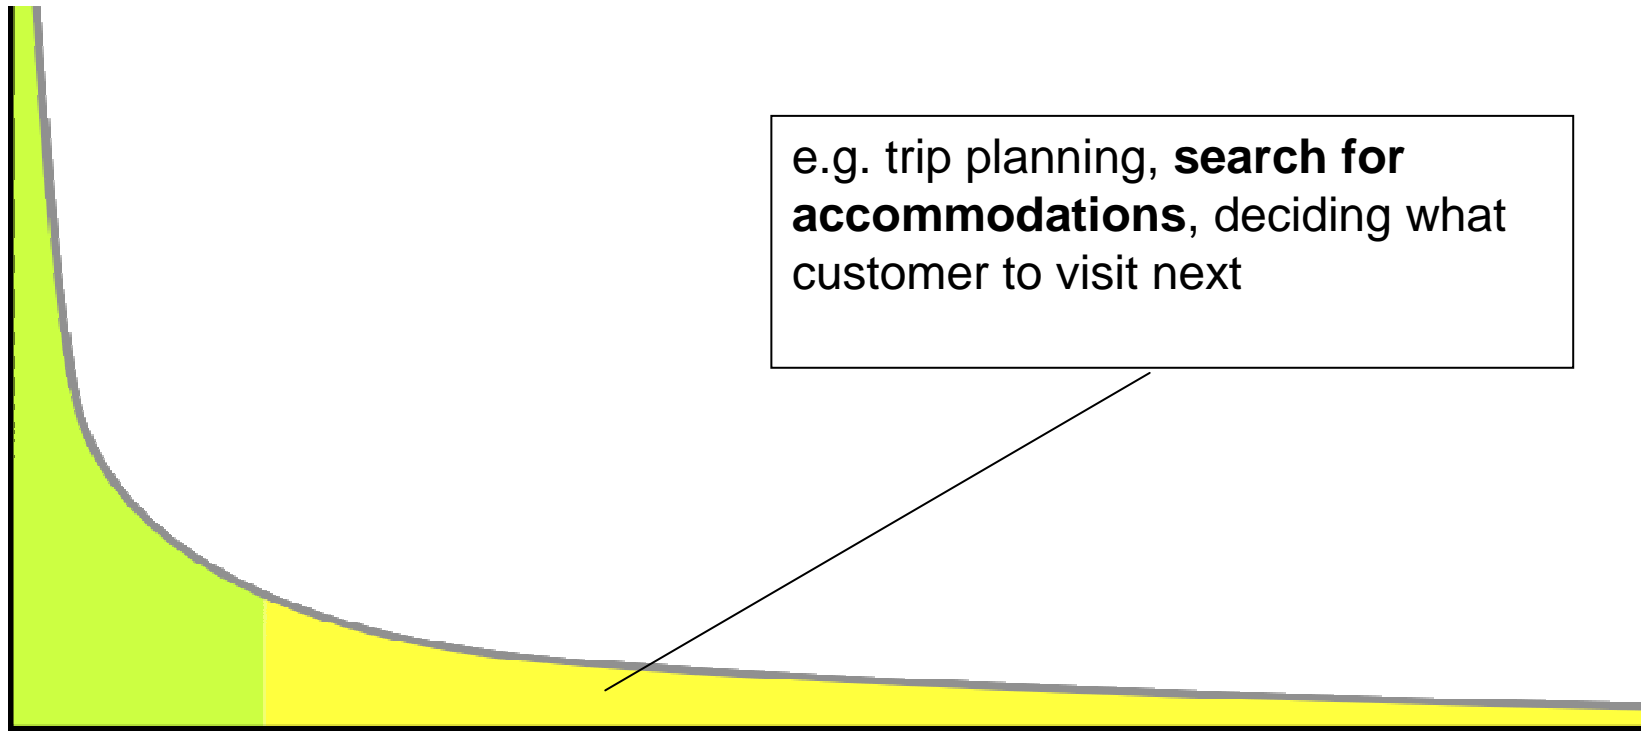 e.g. trip planning, search for
accommodations, deciding what
customer to visit next